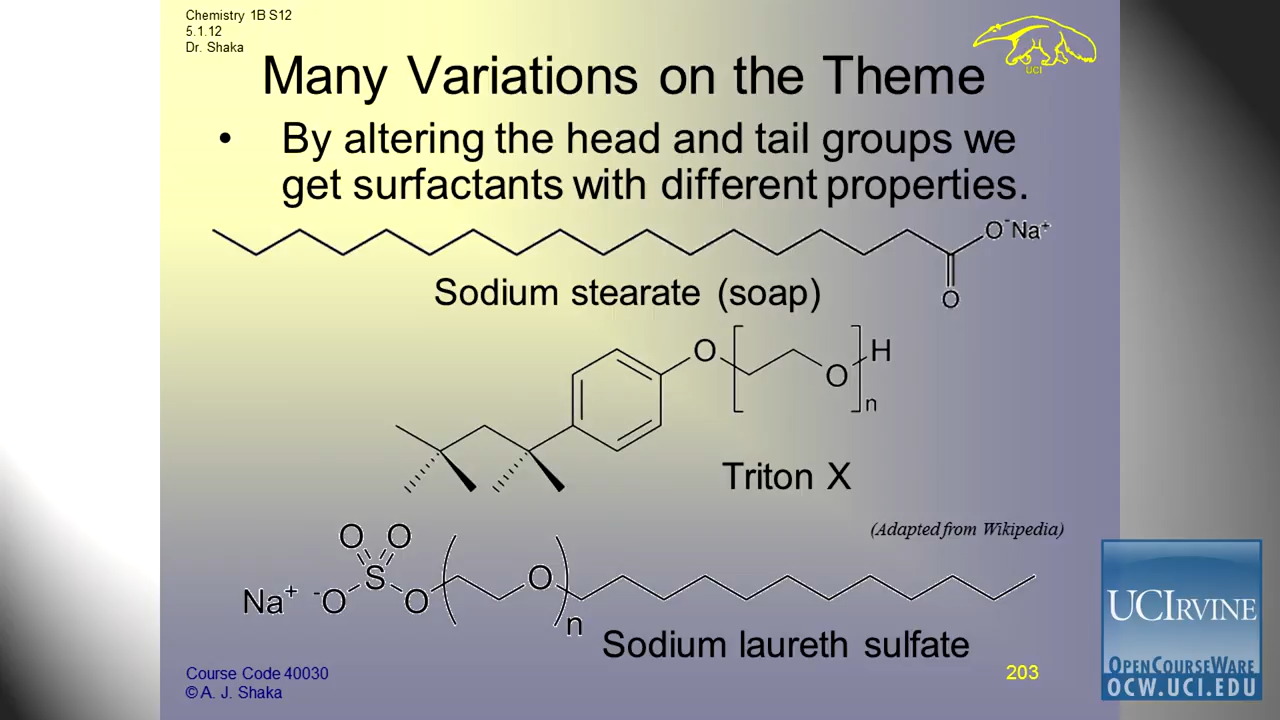 Chemistry 1B S12
5.1.12
Dr. Shaka
UCI
Many Variations on the Theme
• By altering the head and tail groups we
get surfactants with different properties.
O⁻Na⁺
O
Sodium stearate (soap)
O
O
H
n
Triton X
(Adapted from Wikipedia)
O O
S
O
Na⁺ ⁻O
O
n
Sodium laureth sulfate
Course Code 40030
© A. J. Shaka
203
UCIRVINE
OPENCOURSEWARE
OCW.UCI.EDU